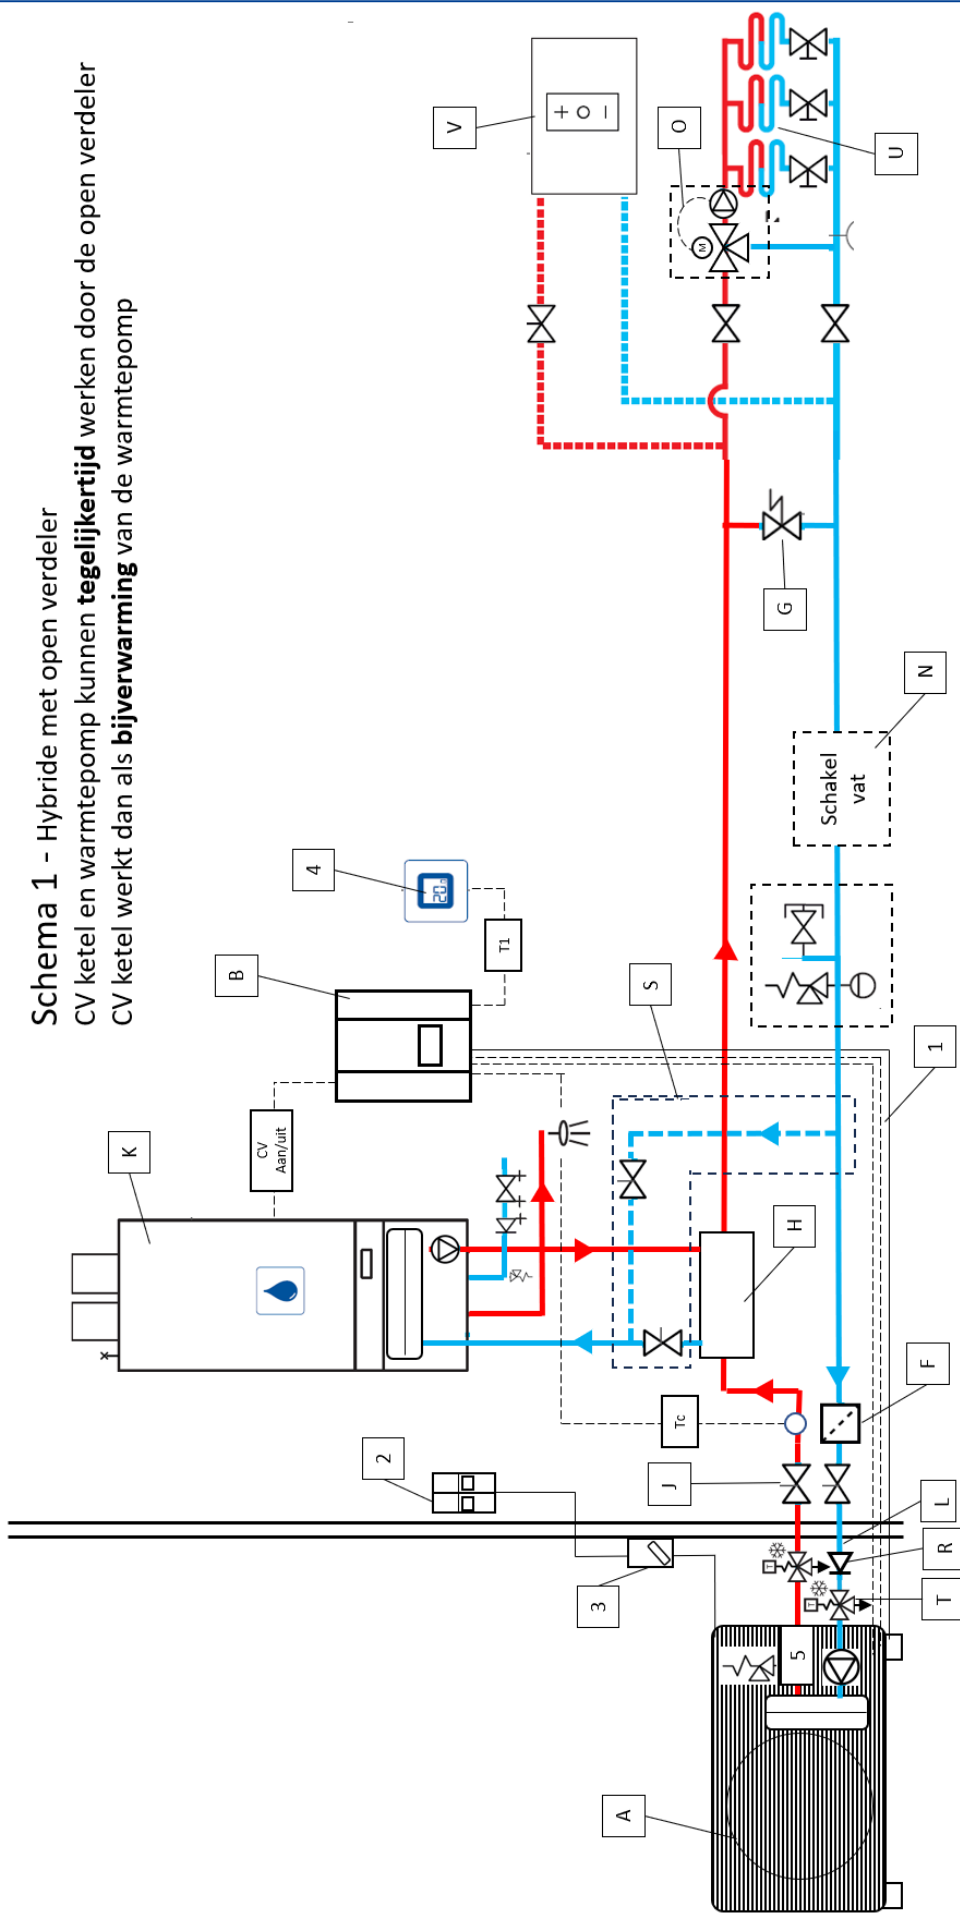 Schema 1 - Hybride met open verdeler
CV ketel en warmtepomp kunnen tegelijkertijd werken door de open verdeler
CV ketel werkt dan als bijverwarming van de warmtepomp
K
CV
Aan/uit
B
4
20
T1
V
+
O
−
O
M
U
2
3
J
Tc
S
H
G
Schakel
vat
N
1
F
L
R
T
T
T
5
A